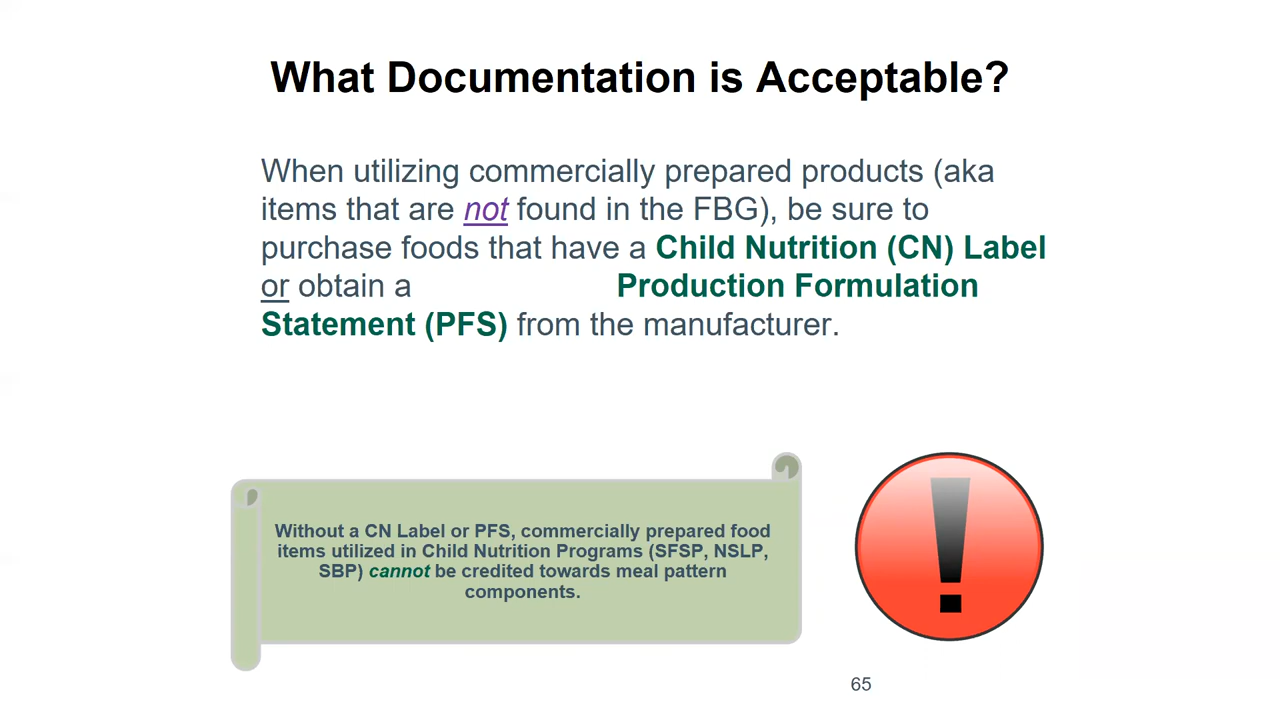 What Documentation is Acceptable?
When utilizing commercially prepared products (aka
items that are not found in the FBG), be sure to
purchase foods that have a Child Nutrition (CN) Label
or obtain a Production Formulation
Statement (PFS) from the manufacturer.
Without a CN Label or PFS, commercially prepared food
items utilized in Child Nutrition Programs (SFSP, NSLP,
SBP) cannot be credited towards meal pattern
components.
65